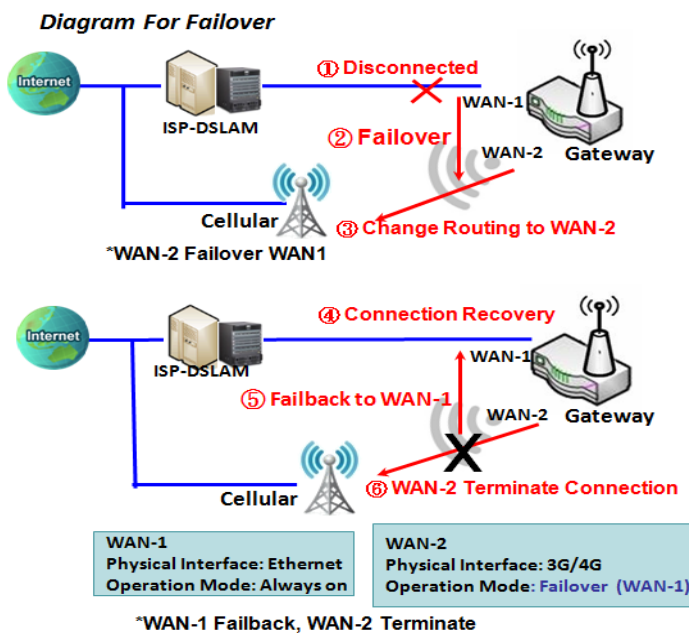 Diagram For Failover
Internet
① Disconnected
ISP-DSLAM
WAN-1
② Failover
WAN-2
Gateway
Cellular
③ Change Routing to WAN-2
*WAN-2 Failover WAN1
Internet
④ Connection Recovery
ISP-DSLAM
WAN-1
⑤ Failback to WAN-1
WAN-2
Gateway
Cellular
⑥ WAN-2 Terminate Connection
WAN-1
Physical Interface: Ethernet
Operation Mode: Always on
WAN-2
Physical Interface: 3G/4G
Operation Mode: Failover (WAN-1)
*WAN-1 Failback, WAN-2 Terminate